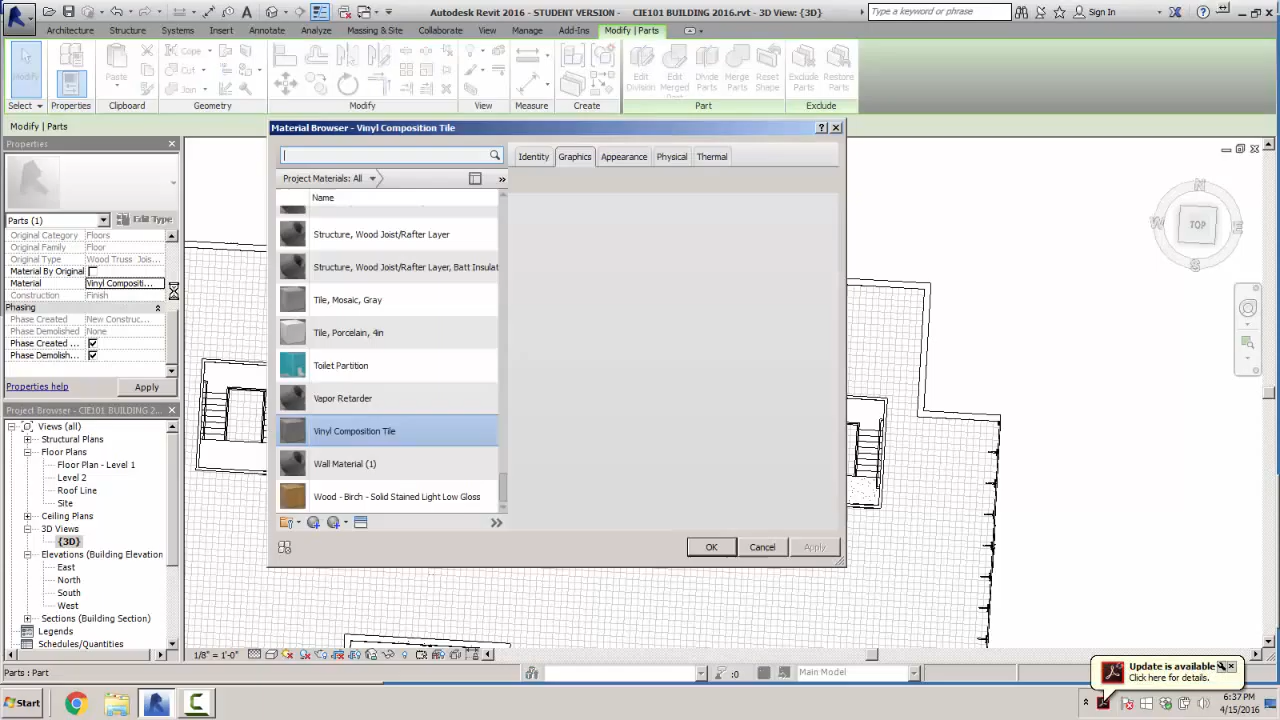 Autodesk Revit 2016 - STUDENT VERSION - CIE101 BUILDING 2016.rvt - 3D View: {3D}
Type a keyword or phrase
Sign In
Architecture Structure Systems Insert Annotate Analyze Massing & Site Collaborate View Manage Add-Ins Modify | Parts
Modify
Paste
Cope
Cut
Join
Edit Division
Edit Merged
Divide Parts
Merge Parts
Reset Shape
Exclude Parts
Restore Parts
Select Properties Clipboard Geometry Modify View Measure Create Part Exclude
Modify | Parts
Properties
Parts (1)
Edit Type
Original Category Floors
Original Family Floor
Original Type Wood Truss Jois...
Material By Original
Material Vinyl Compositi...
Construction Finish
Phasing
Phase Created New Construc...
Phase Demolished None
Phase Created ...
Phase Demolish...
Properties help
Apply
Project Browser - CIE101 BUILDING 2...
Views (all)
Structural Plans
Floor Plans
Floor Plan - Level 1
Level 2
Roof Line
Site
Ceiling Plans
3D Views
{3D}
Elevations (Building Elevation
East
North
South
West
Sections (Building Section)
Legends
Schedules/Quantities
Material Browser - Vinyl Composition Tile
Identity Graphics Appearance Physical Thermal
Project Materials: All
Name
Structure, Wood Joist/Rafter Layer
Structure, Wood Joist/Rafter Layer, Batt Insulat
Tile, Mosaic, Gray
Tile, Porcelain, 4in
Toilet Partition
Vapor Retarder
Vinyl Composition Tile
Wall Material (1)
Wood - Birch - Solid Stained Light Low Gloss
OK Cancel Apply
N
W
TOP
E
S
1/8" = 1'-0"
Parts : Part
:0
Main Model
Update is available
Click here for details.
Start
6:37 PM
4/15/2016